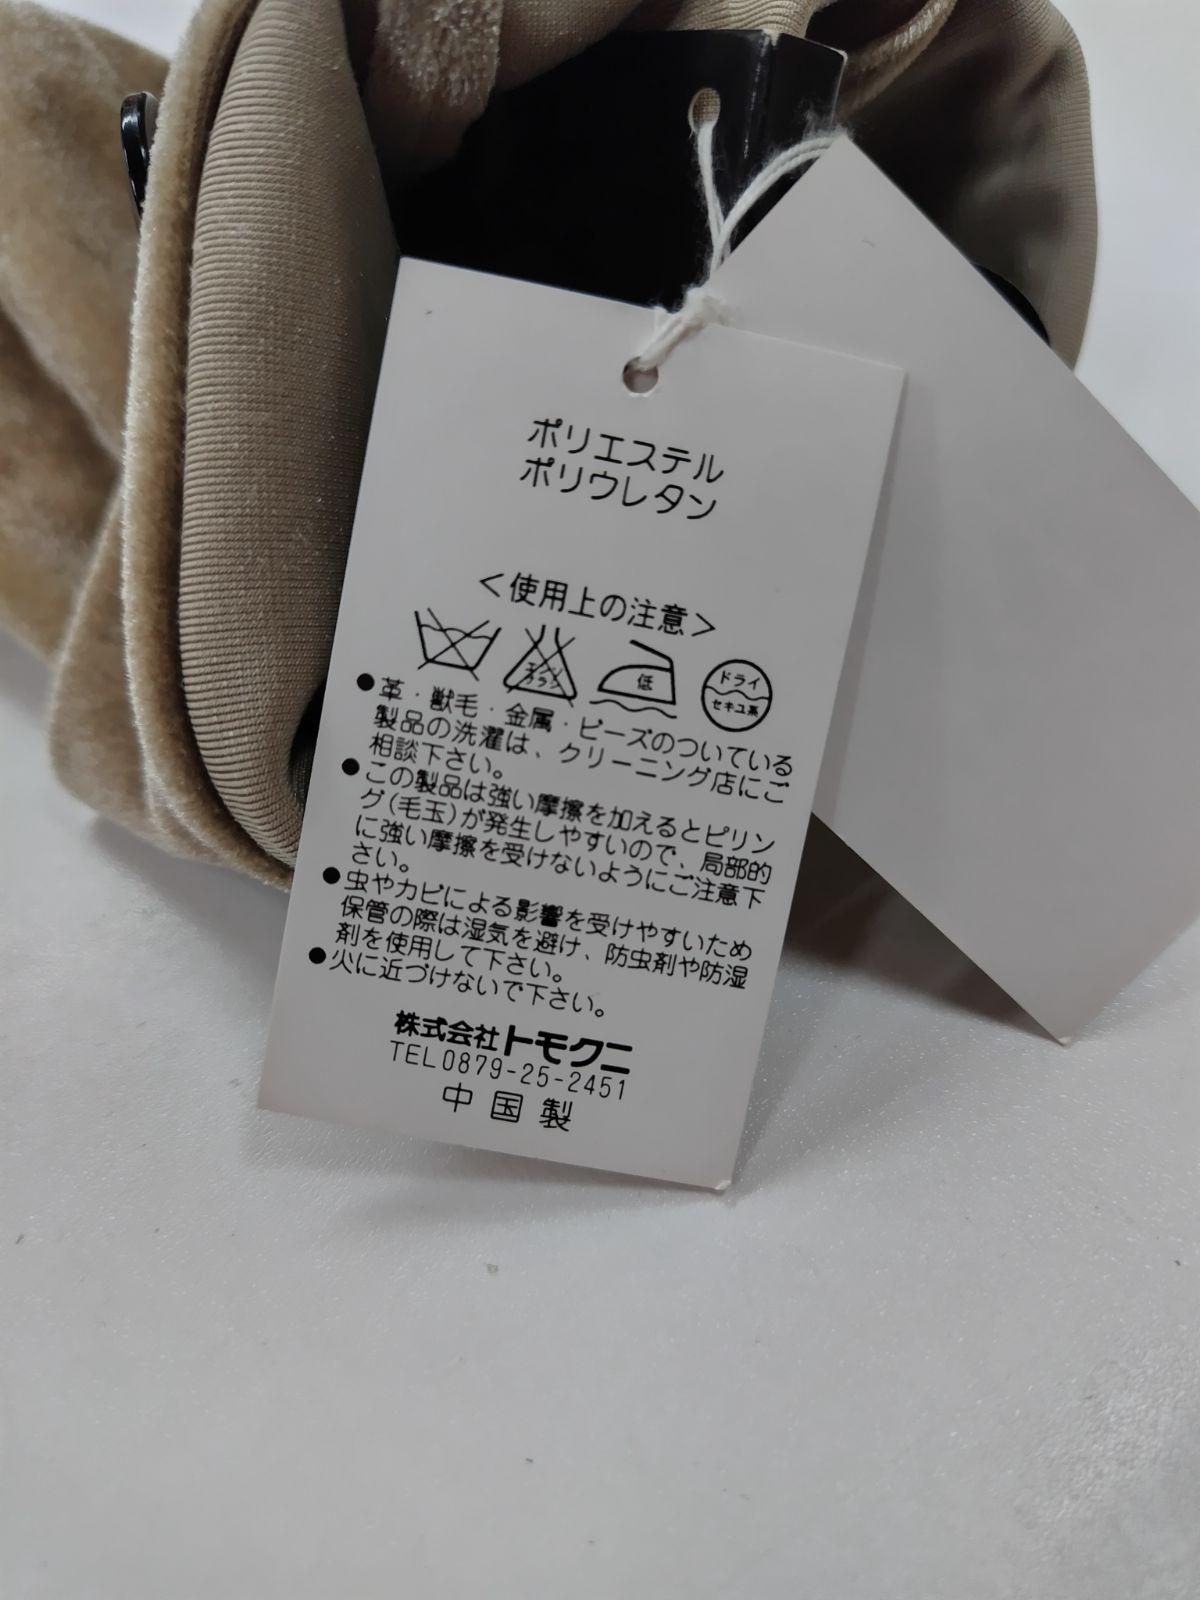 ポリエステル
ポリウレタン
＜使用上の注意＞
エンソ
サラシ
低
ドライ
セキユ系
●革・獣毛・金属・ビーズのついている
製品の洗濯は、クリーニング店にご
相談下さい。
●この製品は強い摩擦を加えるとピリン
グ(毛玉)が発生しやすいので、局部的
に強い摩擦を受けないようにご注意下
さい。
●虫やカビによる影響を受けやすいため
保管の際は湿気を避け、防虫剤や防湿
剤を使用して下さい。
●火に近づけないで下さい。
株式会社トモクニ
TEL0879-25-2451
中国製